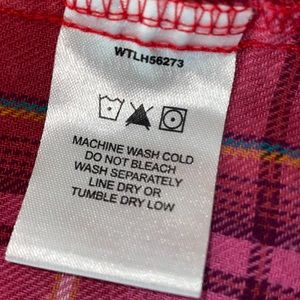 WTLH56273
MACHINE WASH COLD
DO NOT BLEACH
WASH SEPARATELY
LINE DRY OR
TUMBLE DRY LOW